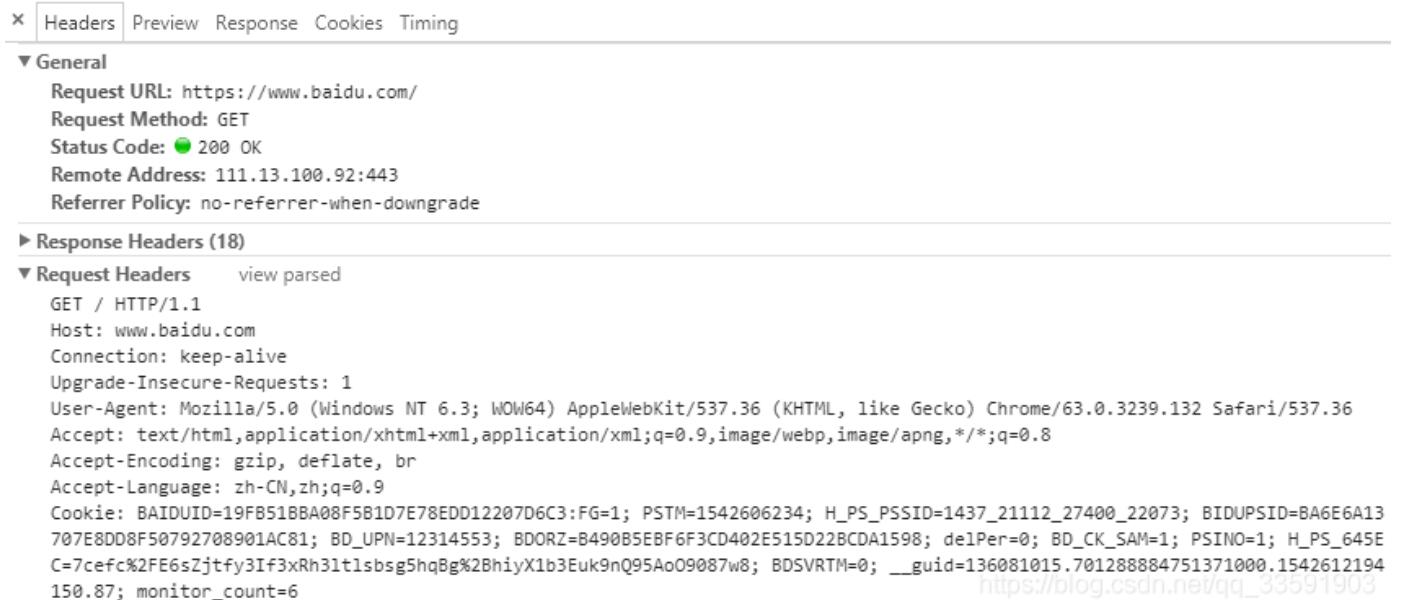 × Headers Preview Response Cookies Timing
▼ General
Request URL: https://www.baidu.com/
Request Method: GET
Status Code: 200 OK
Remote Address: 111.13.100.92:443
Referrer Policy: no-referrer-when-downgrade
▶ Response Headers (18)
▼ Request Headers view parsed
GET / HTTP/1.1
Host: www.baidu.com
Connection: keep-alive
Upgrade-Insecure-Requests: 1
User-Agent: Mozilla/5.0 (Windows NT 6.3; WOW64) AppleWebKit/537.36 (KHTML, like Gecko) Chrome/63.0.3239.132 Safari/537.36
Accept: text/html,application/xhtml+xml,application/xml;q=0.9,image/webp,image/apng,*/*;q=0.8
Accept-Encoding: gzip, deflate, br
Accept-Language: zh-CN,zh;q=0.9
Cookie: BAIDUID=19FB51BBA08F5B1D7E78EDD12207D6C3:FG=1; PSTM=1542606234; H_PS_PSSID=1437_21112_27400_22073; BIDUPSID=BA6E6A13
707E8DD8F50792708901AC81; BD_UPN=12314553; BDORZ=B490B5EBF6F3CD402E515D22BCDA1598; delPer=0; BD_CK_SAM=1; PSINO=1; H_PS_645E
C=7cefc%2FE6sZjtfy3If3xRh3ltlsbsg5hqBg%2BhiyX1b3Euk9nQ95AoO9087w8; BDSVRTM=0; __guid=136081015.701288884751371000.1542612194
150.87; monitor_count=6
https://blog.csdn.net/qq_33591903